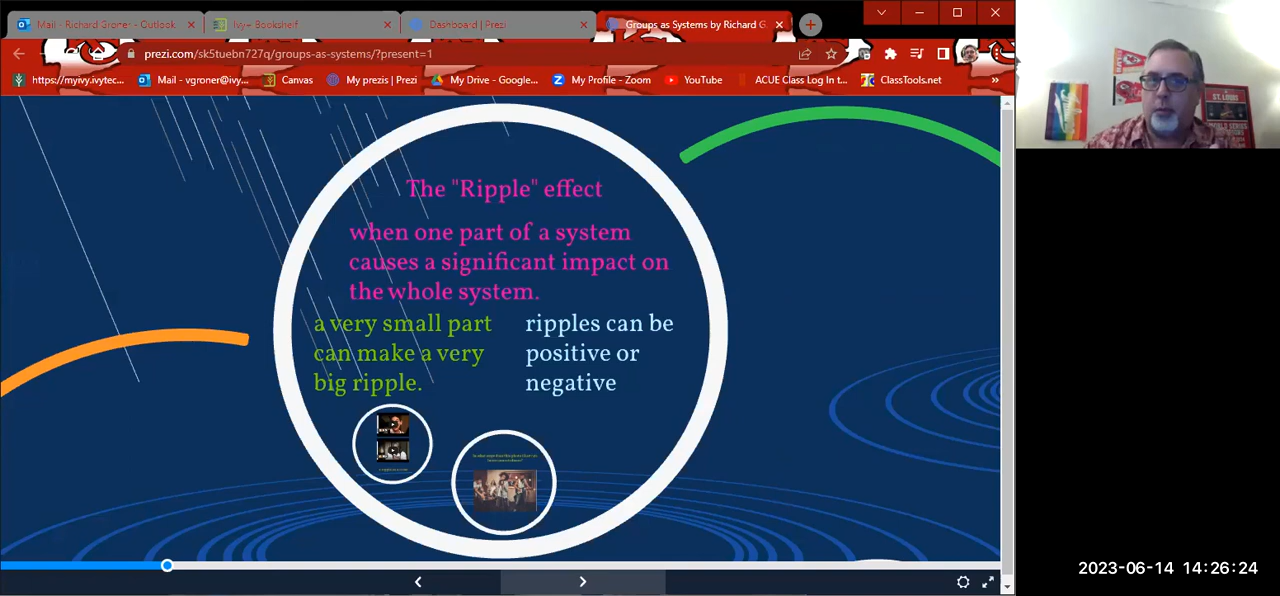 Mail - Richard Groner - Outlook
Ivy+ Bookshelf
Dashboard | Prezi
Groups as Systems by Richard G
prezi.com/sk5tuebn727q/groups-as-systems/?present=1
https://myivy.ivytec...
Mail - vgroner@ivy...
Canvas
My prezis | Prezi
My Drive - Google...
My Profile - Zoom
YouTube
ACUE Class Log In t...
ClassTools.net
»
The "Ripple" effect
when one part of a system
causes a significant impact on
the whole system.
a very small part
can make a very
big ripple.
ripples can be
positive or
negative
ST. LOUIS
WORLD SERIES
2023-06-14 14:26:24